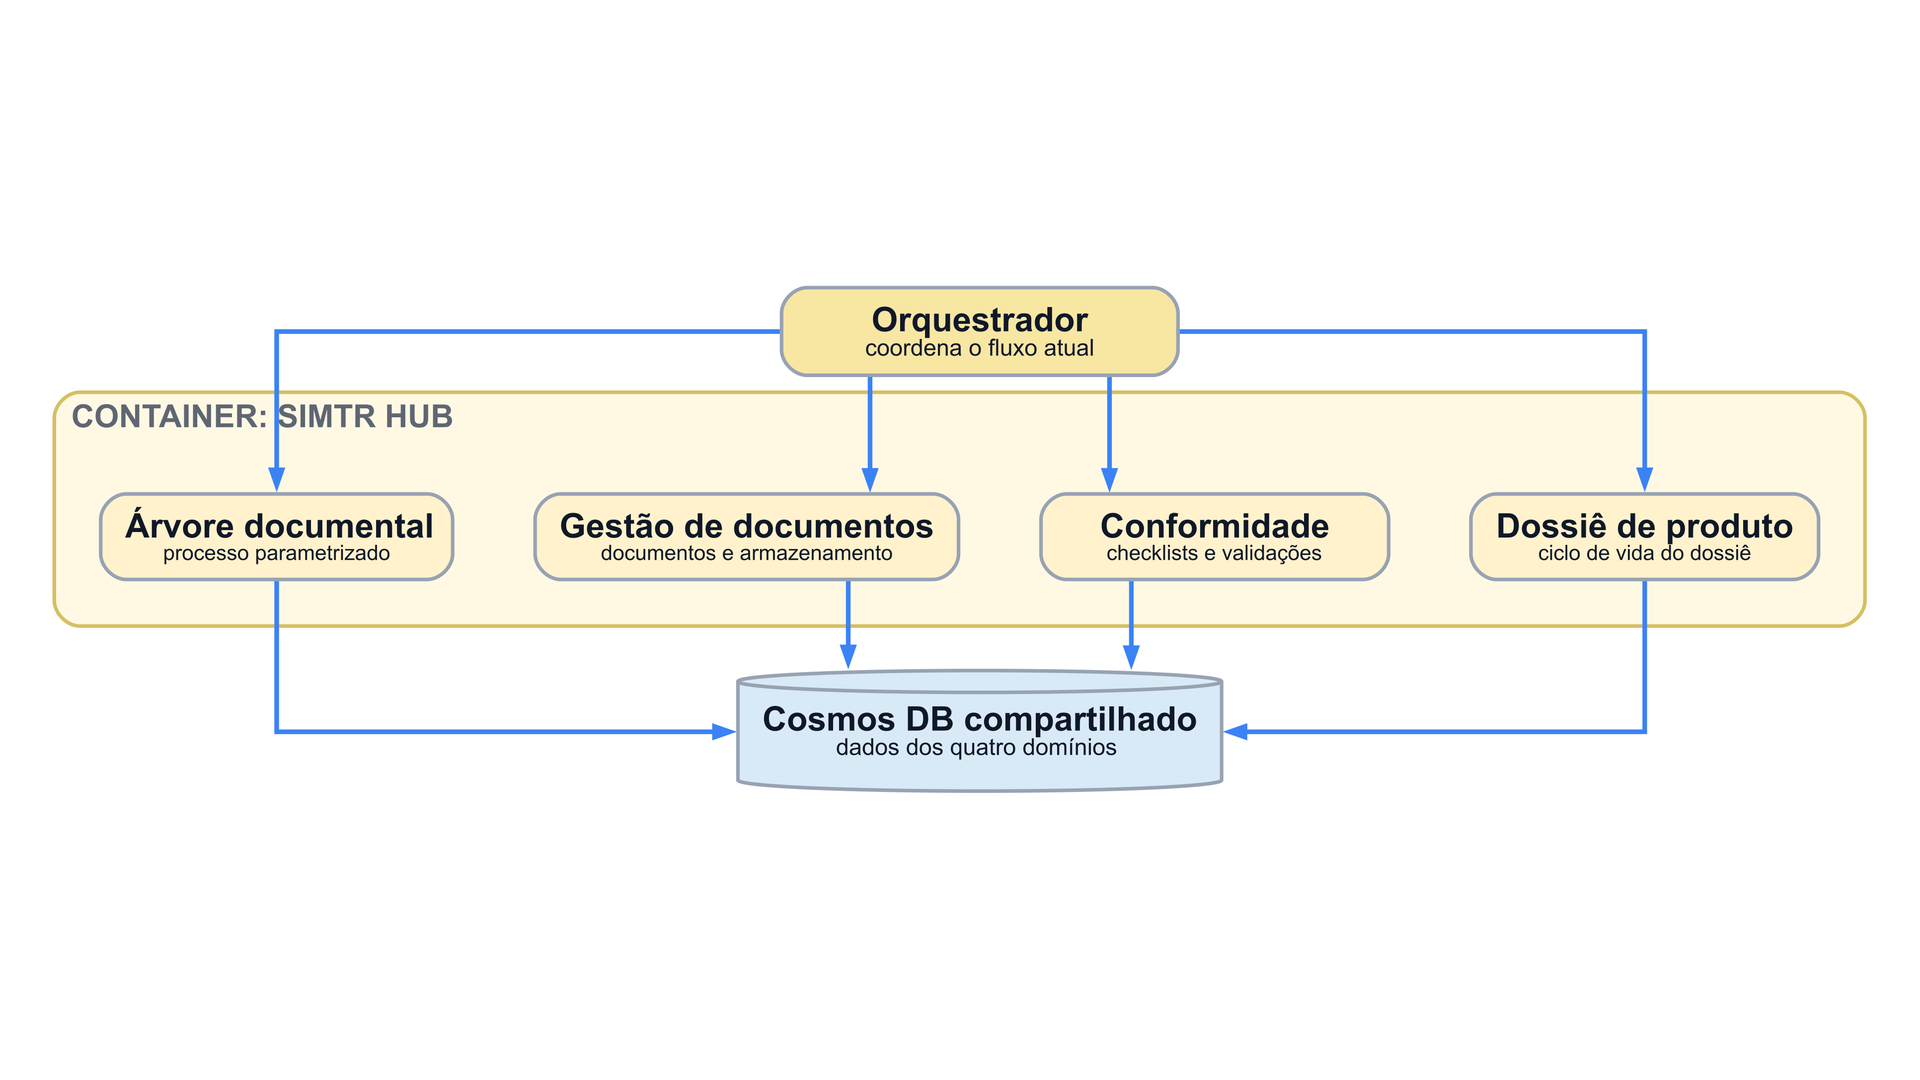 Orquestrador
coordena o fluxo atual
CONTAINER: SIMTR HUB
Árvore documental
processo parametrizado
Gestão de documentos
documentos e armazenamento
Conformidade
checklists e validações
Dossiê de produto
ciclo de vida do dossiê
Cosmos DB compartilhado
dados dos quatro domínios